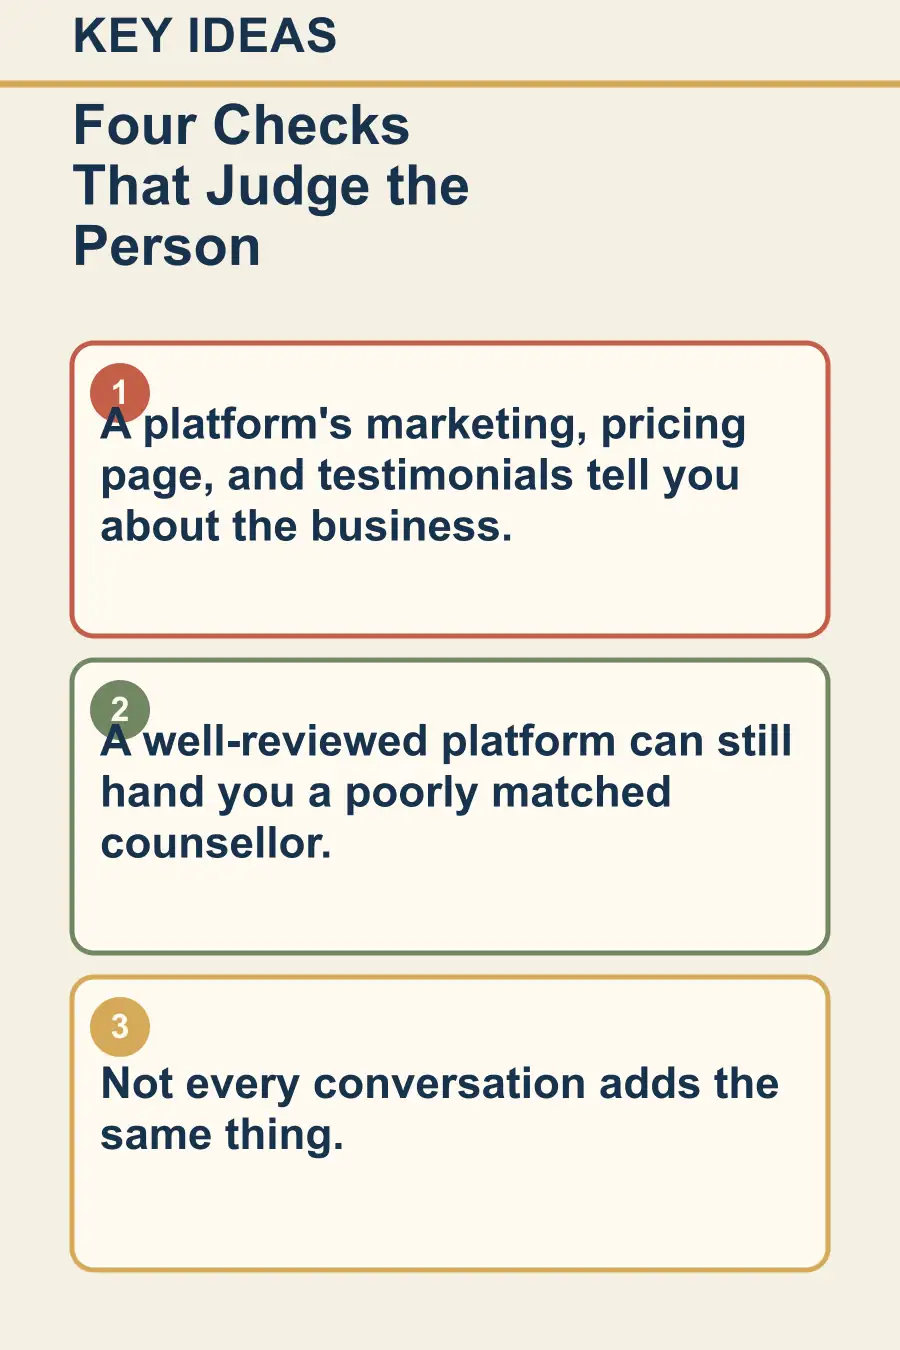 KEY IDEAS
Four Checks
That Judge the
Person
1
A platform's marketing, pricing
page, and testimonials tell you
about the business.
2
A well-reviewed platform can still
hand you a poorly matched
counsellor.
3
Not every conversation adds the
same thing.